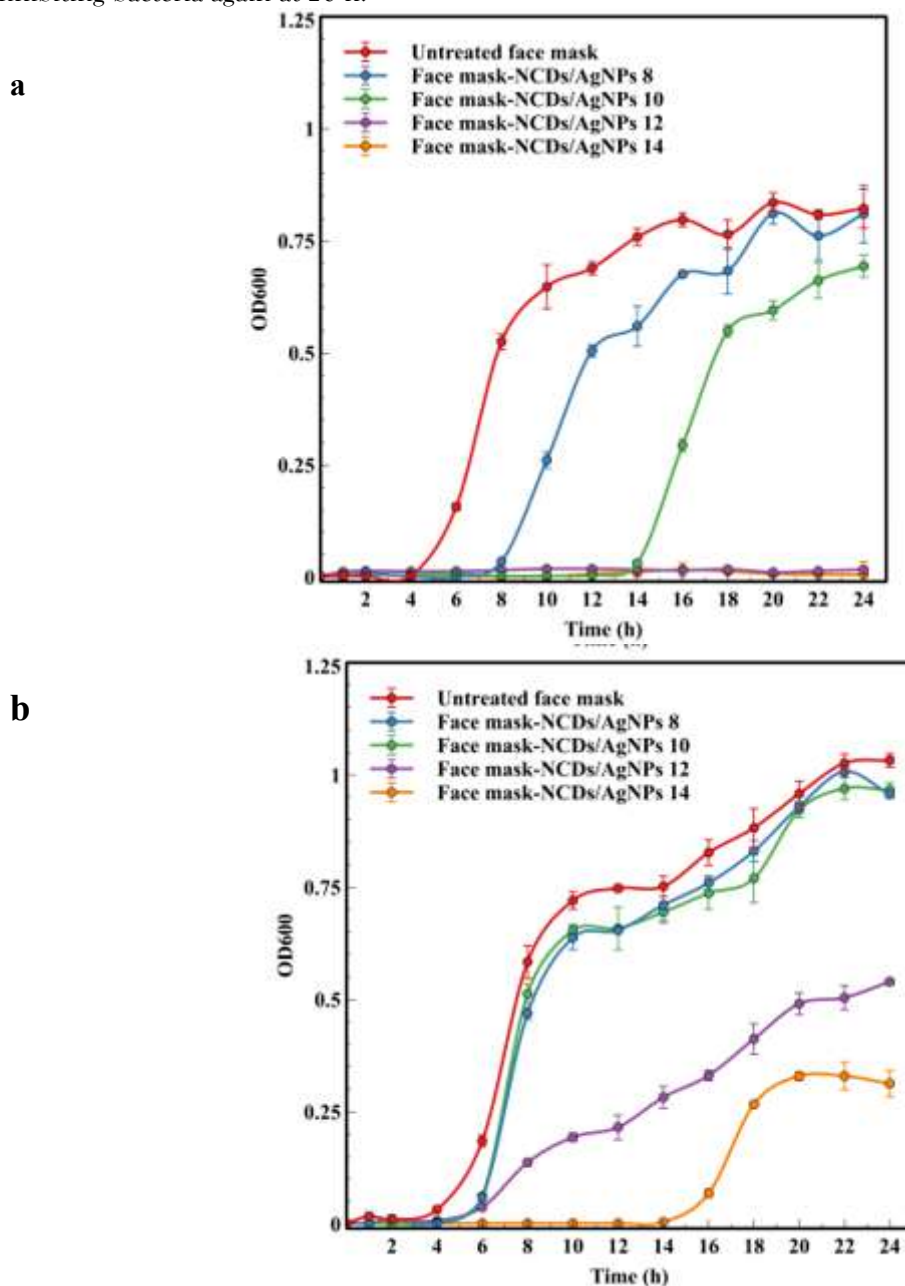 a
1.25
1
0.75
0.5
0.25
0
OD600
Untreated face mask
Face mask-NCDs/AgNPs 8
Face mask-NCDs/AgNPs 10
Face mask-NCDs/AgNPs 12
Face mask-NCDs/AgNPs 14
2 4 6 8 10 12 14 16 18 20 22 24
Time (h)
b
1.25
1
0.75
0.5
0.25
0
OD600
Untreated face mask
Face mask-NCDs/AgNPs 8
Face mask-NCDs/AgNPs 10
Face mask-NCDs/AgNPs 12
Face mask-NCDs/AgNPs 14
2 4 6 8 10 12 14 16 18 20 22 24
Time (h)